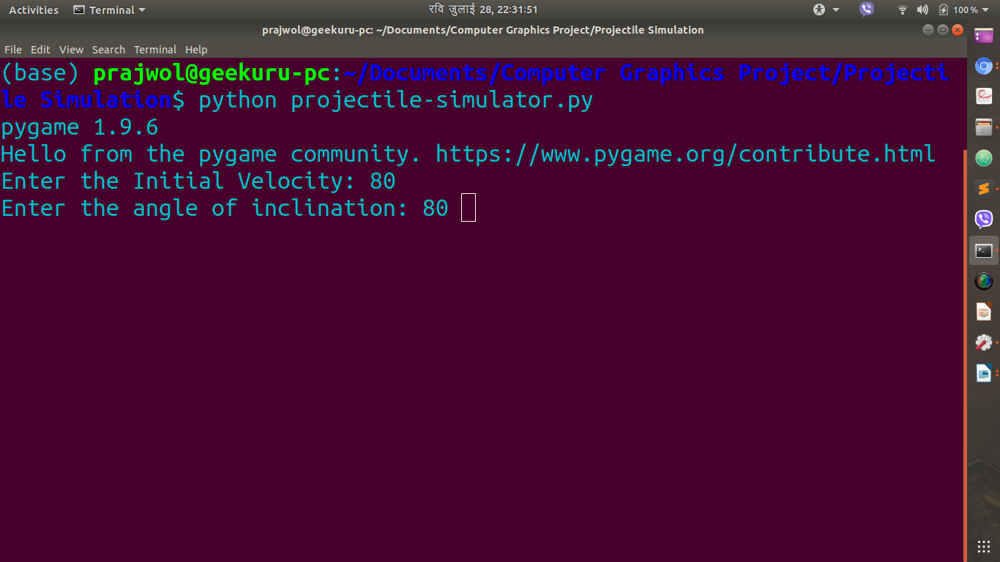 Activities Terminal रवि जुलाई 28, 22:31:51 100 %
prajwol@geekuru-pc: ~/Documents/Computer Graphics Project/Projectile Simulation
File Edit View Search Terminal Help
(base) prajwol@geekuru-pc:~/Documents/Computer Graphics Project/Projecti
le Simulation$ python projectile-simulator.py
pygame 1.9.6
Hello from the pygame community. https://www.pygame.org/contribute.html
Enter the Initial Velocity: 80
Enter the angle of inclination: 80